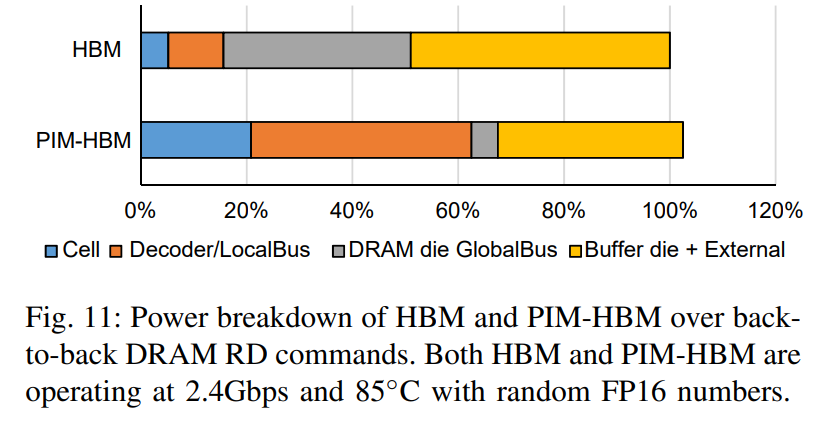 HBM
PIM-HBM
0% 20% 40% 60% 80% 100% 120%
Cell Decoder/LocalBus DRAM die GlobalBus Buffer die + External
Fig. 11: Power breakdown of HBM and PIM-HBM over back-
to-back DRAM RD commands. Both HBM and PIM-HBM are
operating at 2.4Gbps and 85°C with random FP16 numbers.